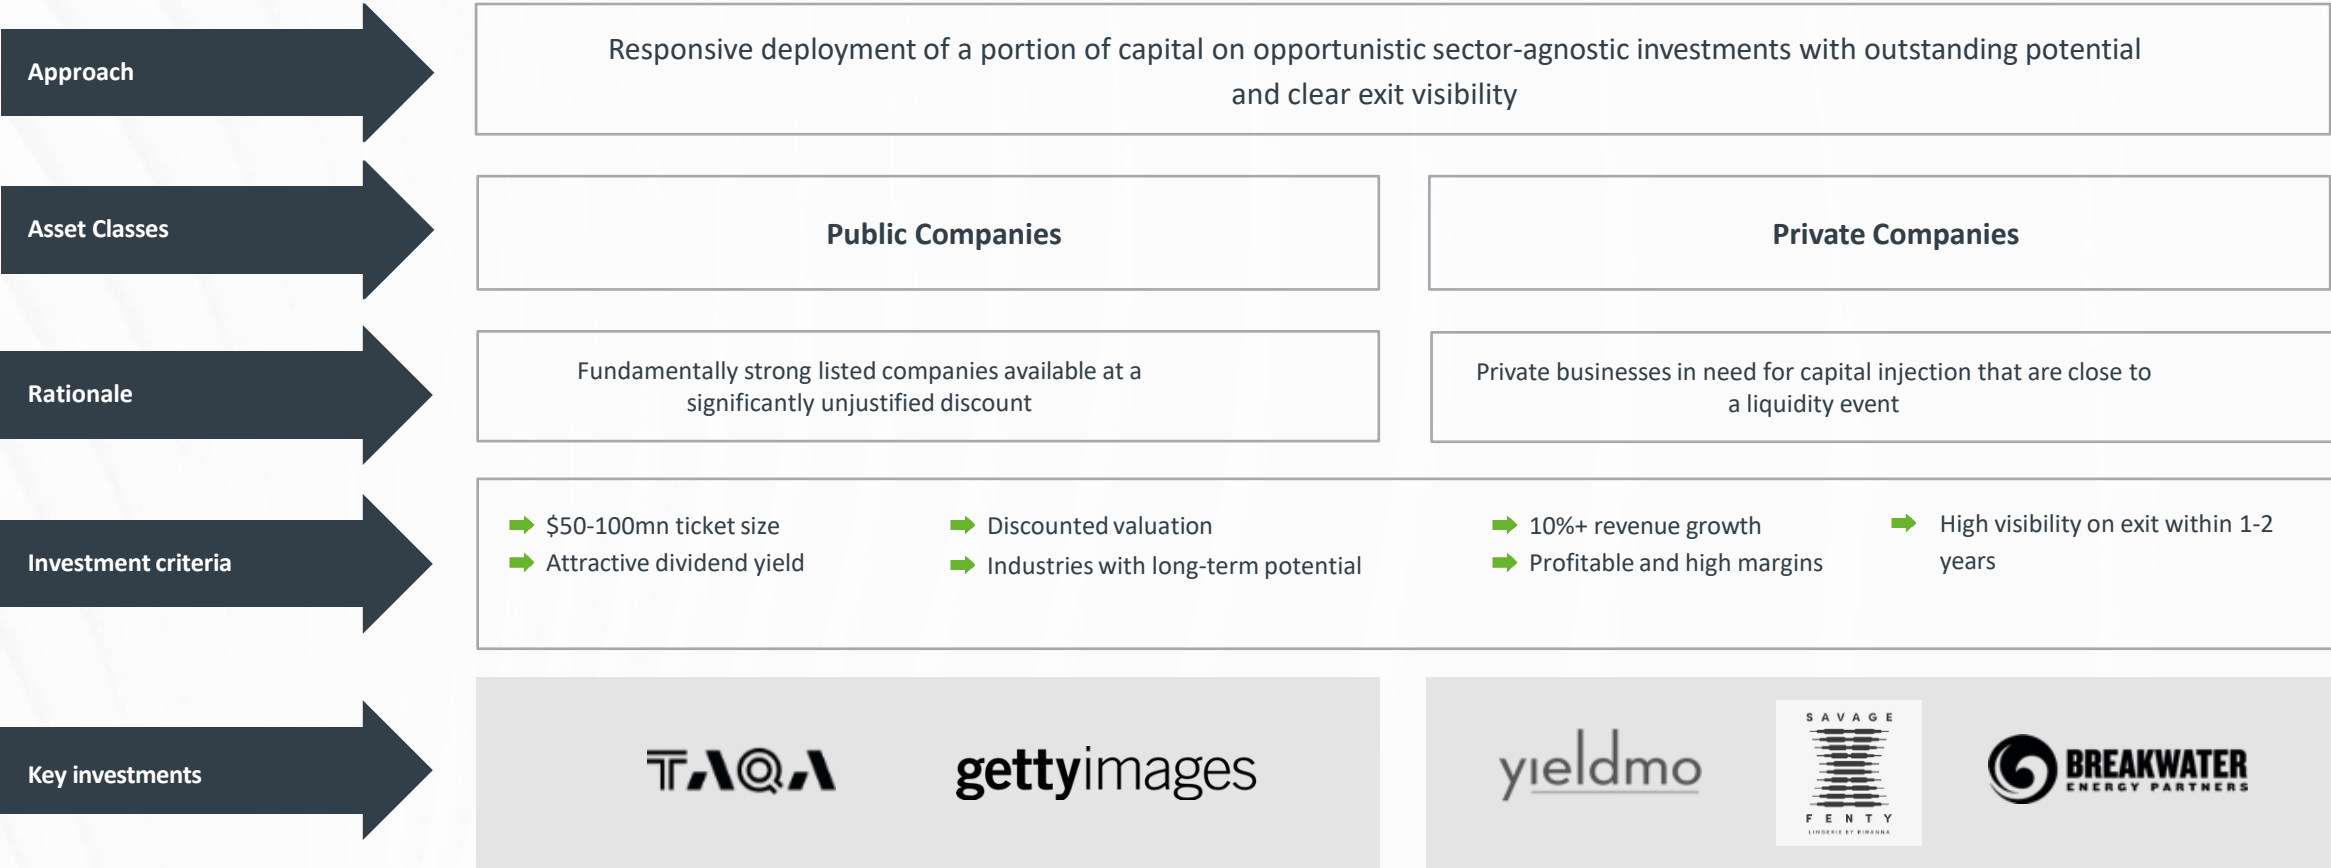 Approach
Responsive deployment of a portion of capital on opportunistic sector-agnostic investments with outstanding potential
and clear exit visibility
Asset Classes
Public Companies
Private Companies
Rationale
Fundamentally strong listed companies available at a
significantly unjustified discount
Private businesses in need for capital injection that are close to
a liquidity event
Investment criteria
$50-100mn ticket size
Attractive dividend yield
Discounted valuation
Industries with long-term potential
10%+ revenue growth
Profitable and high margins
High visibility on exit within 1-2
years
Key investments
TAQA
gettyimages
yieldmo
SAVAGE
FENTY
LINGERIE BY RIHANNA
BREAKWATER
ENERGY PARTNERS